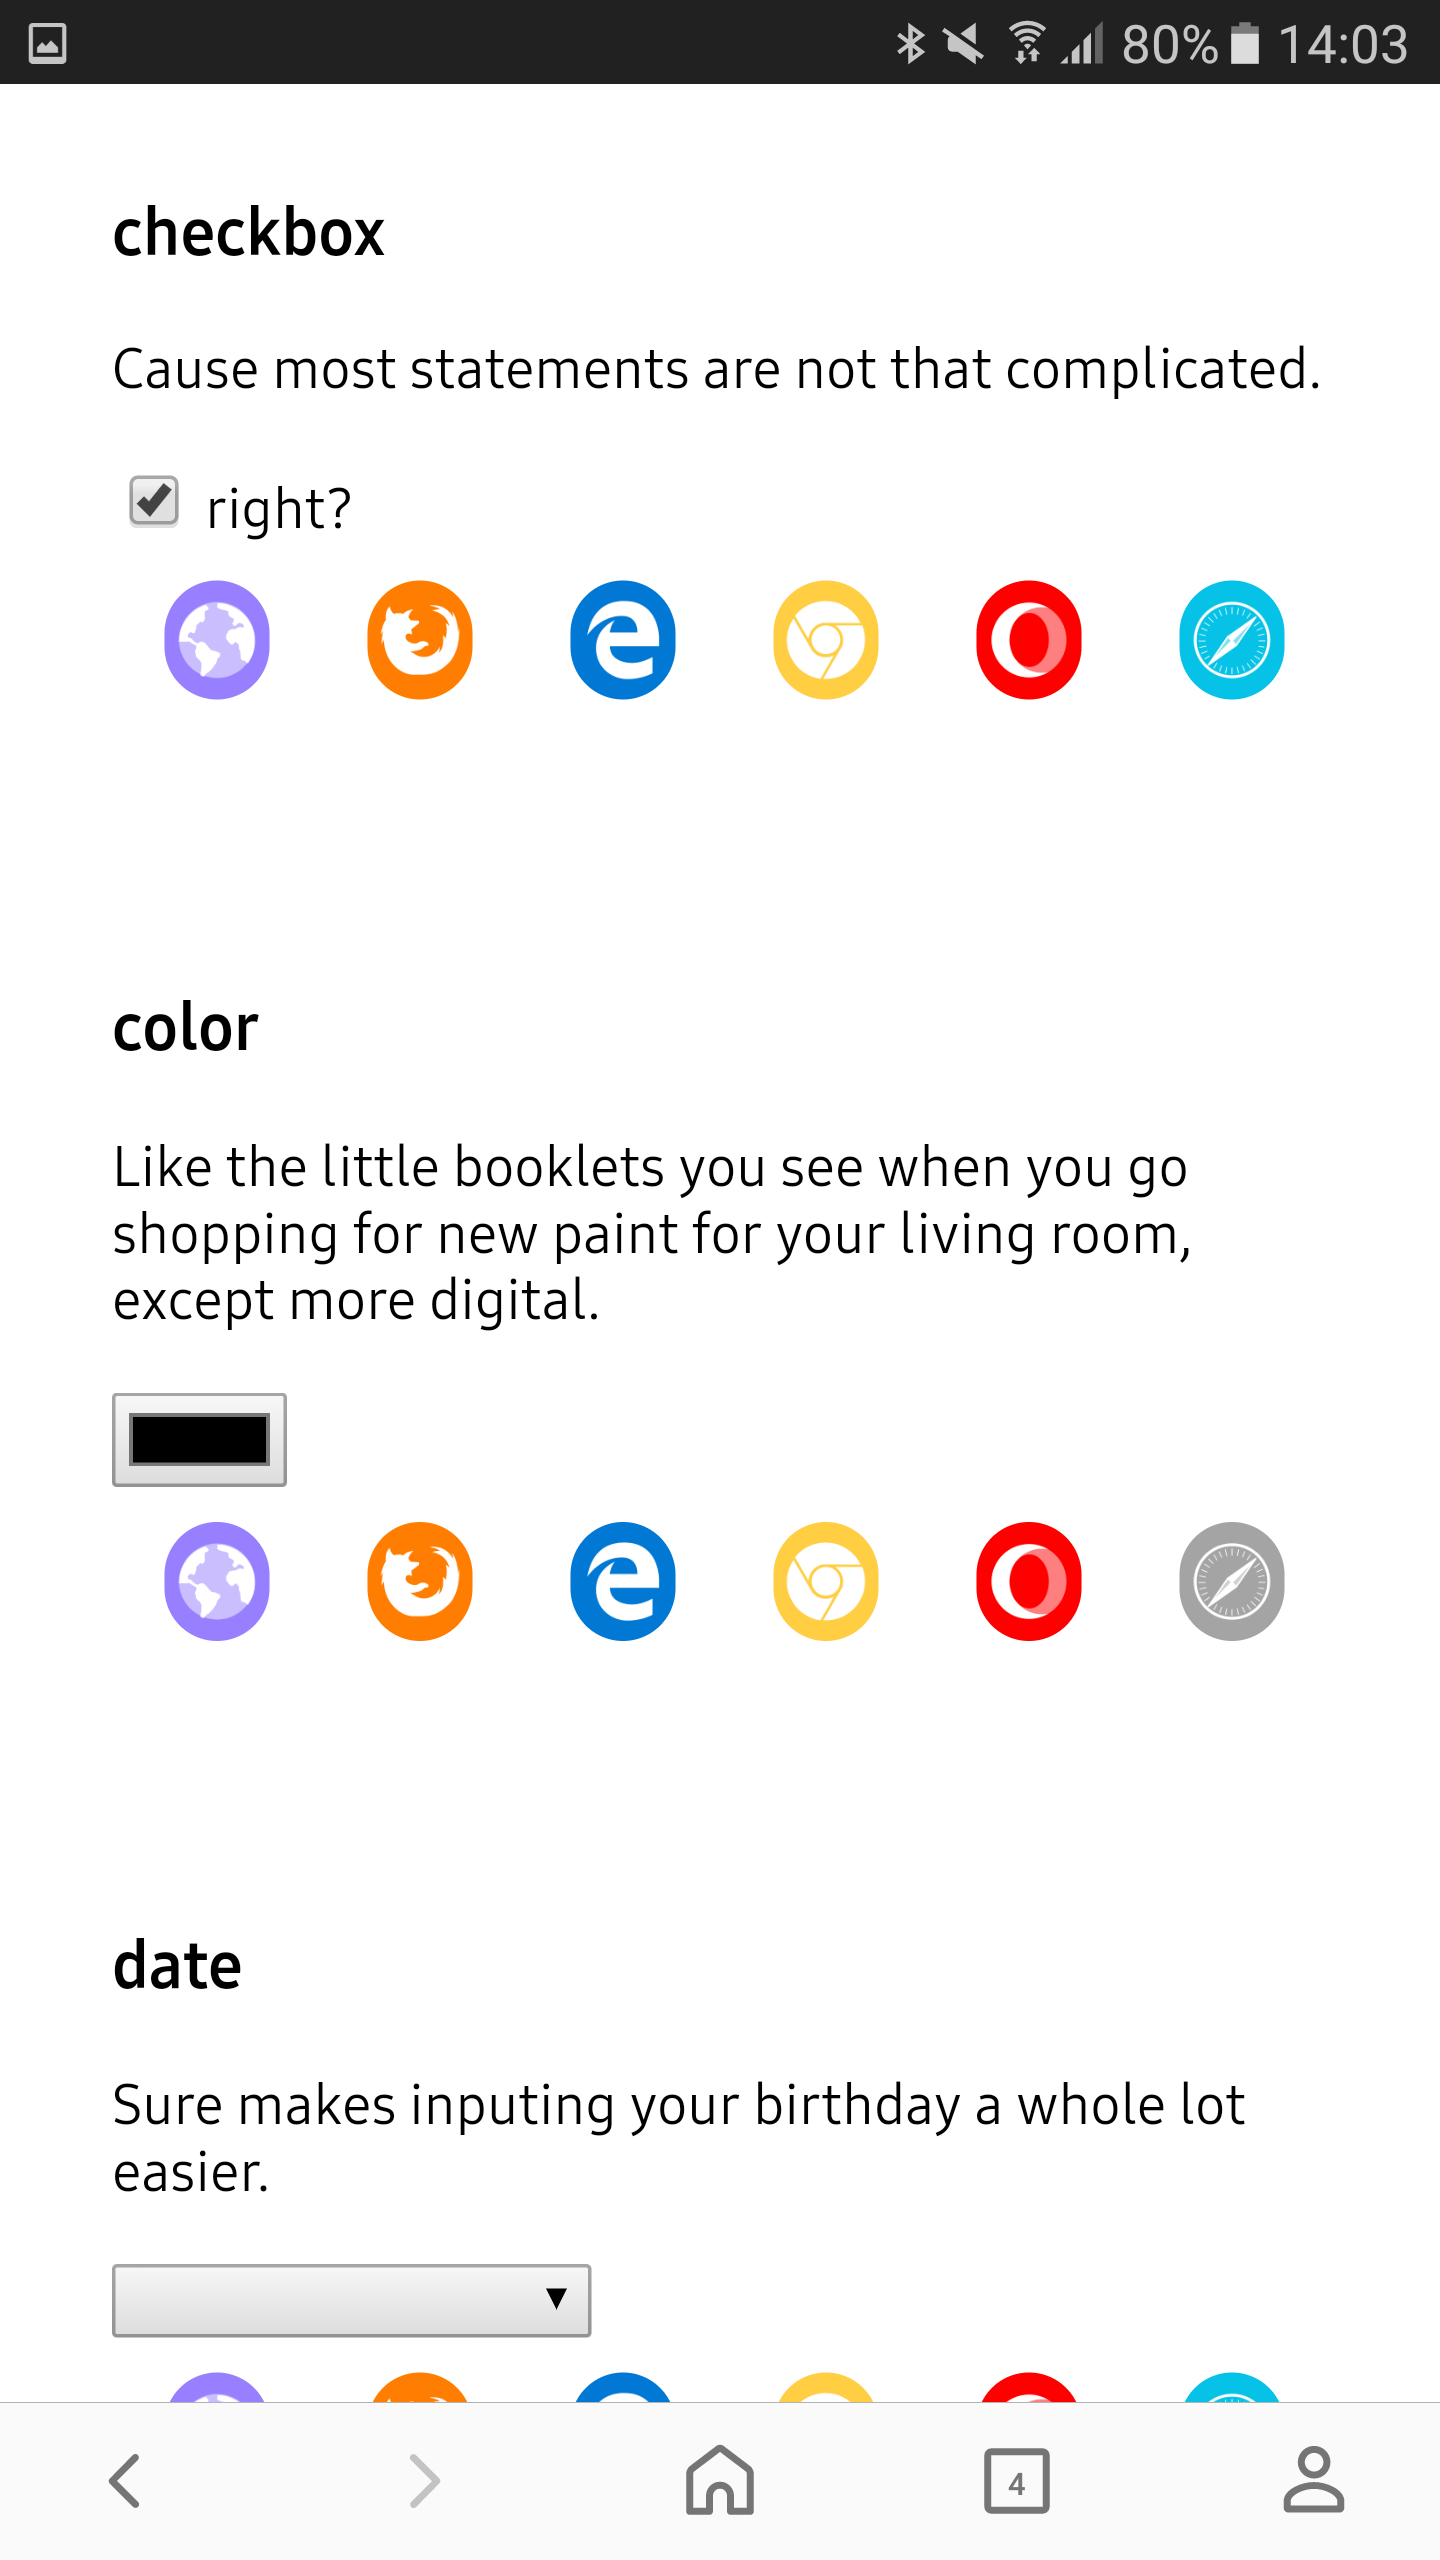 80% 14:03
checkbox
Cause most statements are not that complicated.
right?
color
Like the little booklets you see when you go
shopping for new paint for your living room,
except more digital.
date
Sure makes inputing your birthday a whole lot
easier.
4